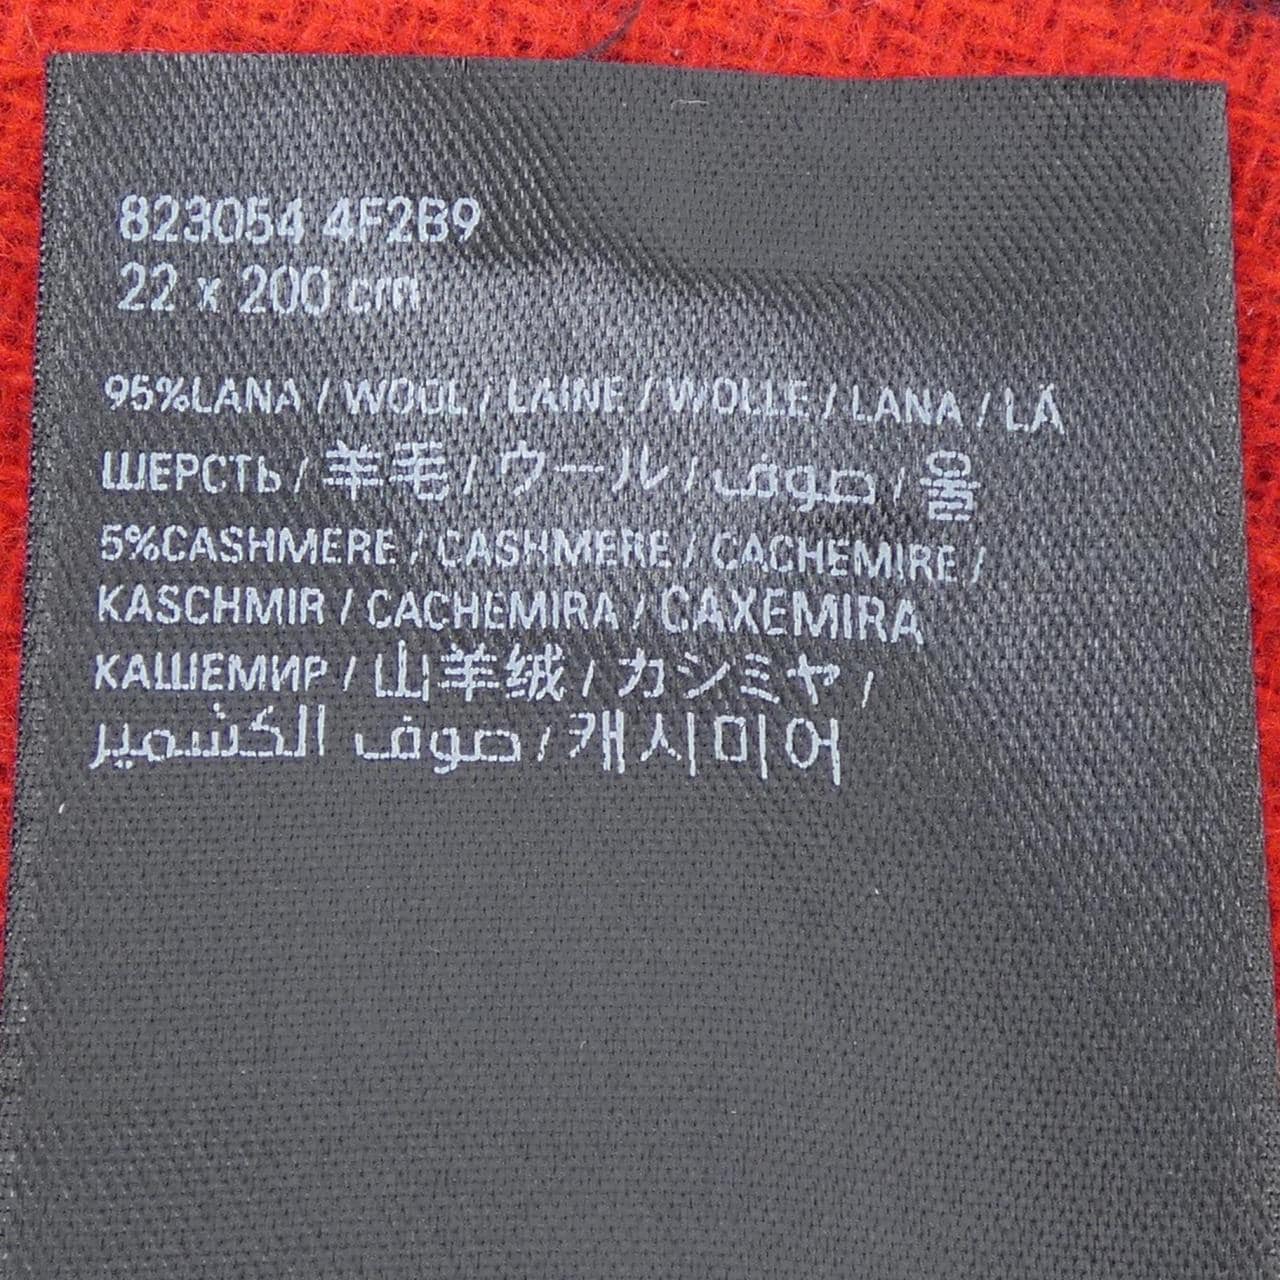 823054 4F2B9
22 x 200 cm
95%LANA / WOOL / LAINE / WOLLE / LANA / LÃ
ШЕРСТЬ / 羊毛 / ウール / صوف / 울
5%CASHMERE / CASHMERE / CACHEMIRE /
KASCHMIR / CACHEMIRA / CAXEMIRA
КАШЕМИР / 山羊绒 / カシミヤ /
صوف الكشمير / 캐시미어